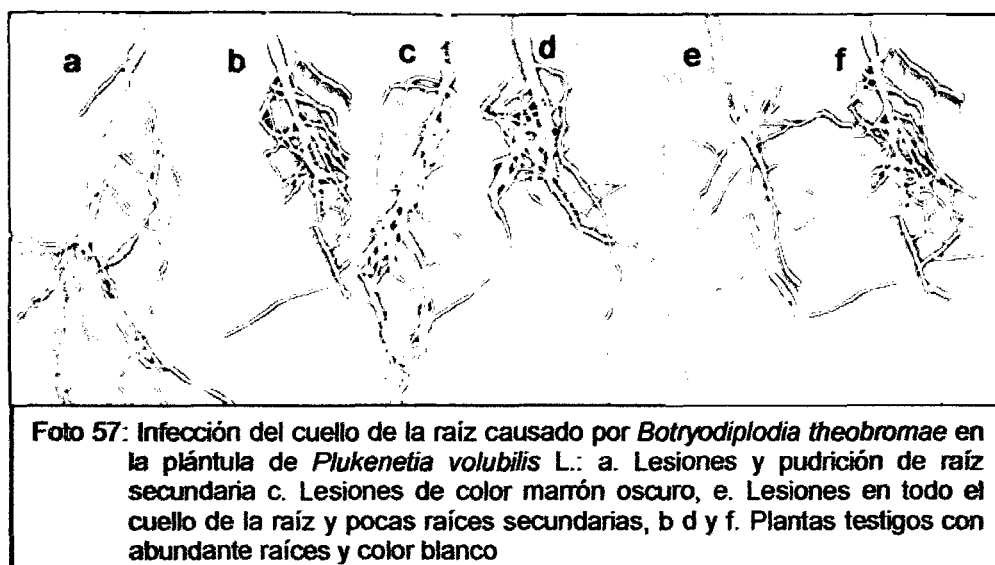 a b c d e f
Foto 57: Infección del cuello de la raíz causado por Botryodiplodia theobromae en
la plántula de Plukenetia volubilis L.: a. Lesiones y pudrición de raíz
secundaria c. Lesiones de color marrón oscuro, e. Lesiones en todo el
cuello de la raíz y pocas raíces secundarias, b d y f. Plantas testigos con
abundante raíces y color blanco